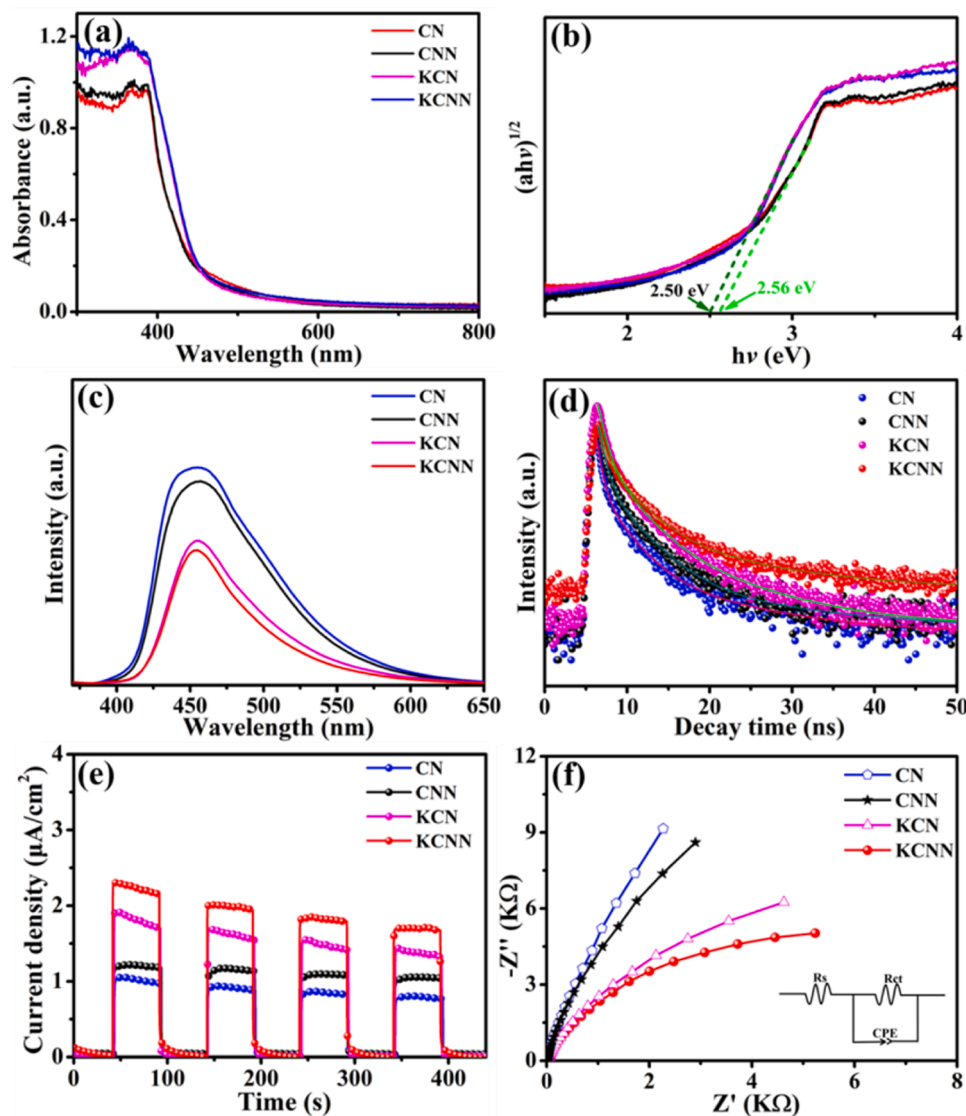 (a)
CN
CNN
KCN
KCNN
Absorbance (a.u.)
1.2
0.8
0.4
0.0
400
600
800
Wavelength (nm)
(b)
CN
CNN
KCN
KCNN
(ahν)^1/2
2.50 eV
2.56 eV
2
3
4
hν (eV)
(c)
CN
CNN
KCN
KCNN
Intensity (a.u.)
400
450
500
550
600
650
Wavelength (nm)
(d)
CN
CNN
KCN
KCNN
Intensity (a.u.)
0
10
20
30
40
50
Decay time (ns)
(e)
CN
CNN
KCN
KCNN
Current density (μA/cm²)
4
3
2
1
0
0
100
200
300
400
Time (s)
(f)
CN
CNN
KCN
KCNN
-Z'' (KΩ)
12
9
6
3
0
Rs
Rct
CPE
0
2
4
6
8
Z' (KΩ)